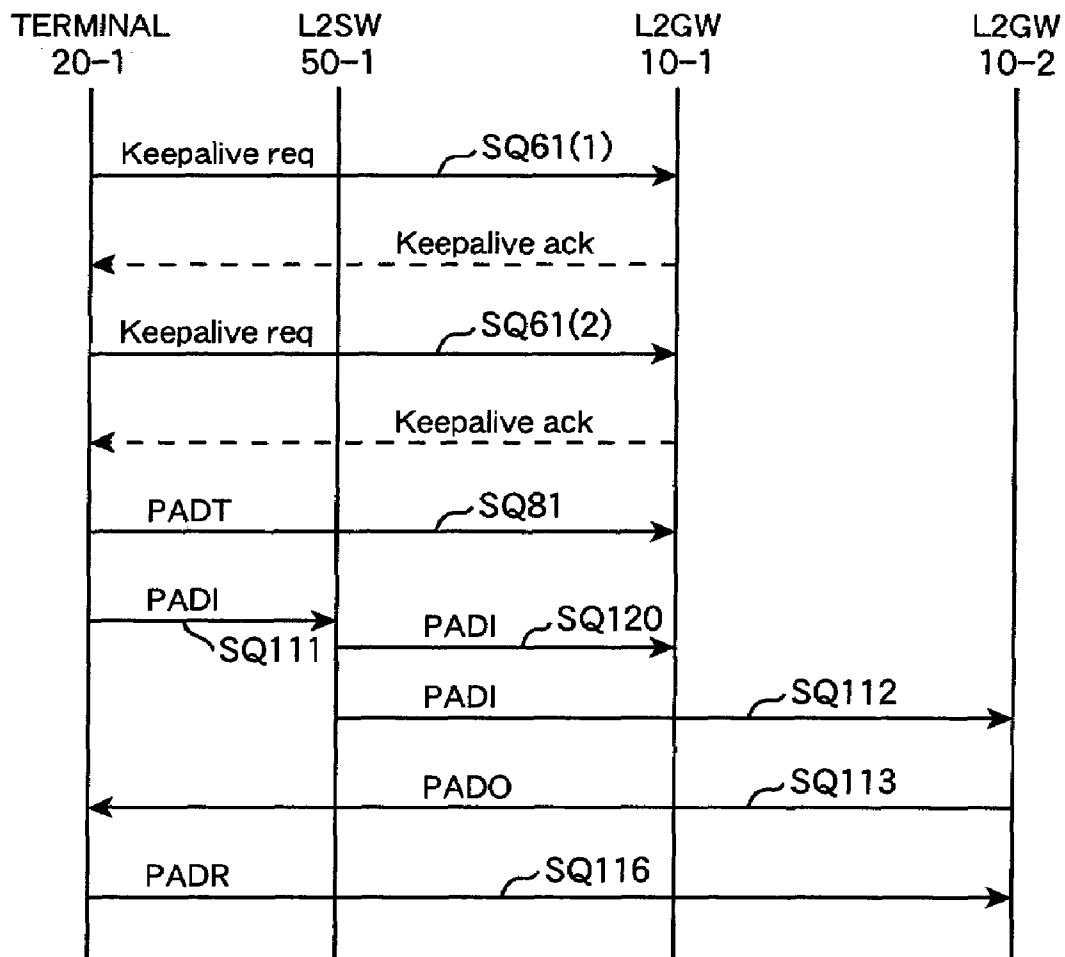 TERMINAL
20-1
L2SW
50-1
L2GW
10-1
L2GW
10-2
Keepalive req
SQ61(1)
Keepalive ack
Keepalive req
SQ61(2)
Keepalive ack
PADT
SQ81
PADI
SQ111
PADI
SQ120
PADI
SQ112
PADO
SQ113
PADR
SQ116